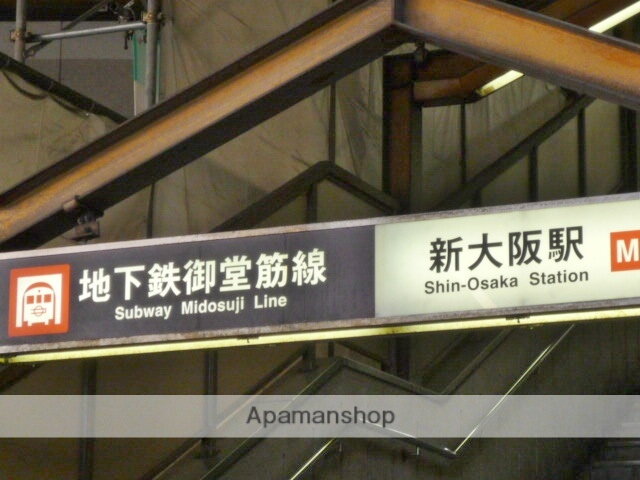 地下鉄御堂筋線
Subway Midosuji Line
新大阪駅
Shin-Osaka Station
M
Apamanshop